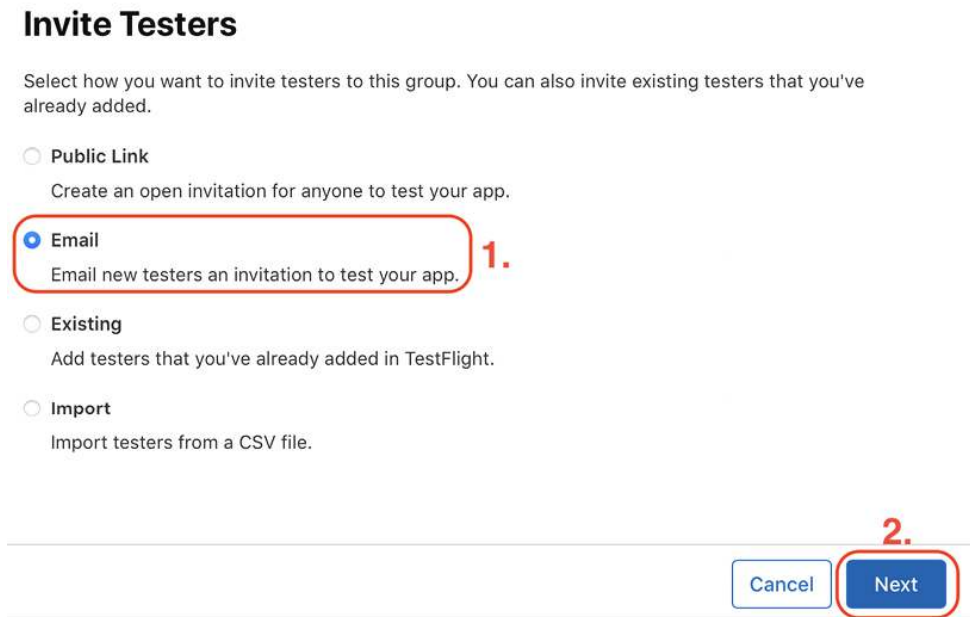 Invite Testers
Select how you want to invite testers to this group. You can also invite existing testers that you've
already added.
Public Link
Create an open invitation for anyone to test your app.
Email
1.
Email new testers an invitation to test your app.
Existing
Add testers that you've already added in TestFlight.
Import
Import testers from a CSV file.
2.
Cancel
Next